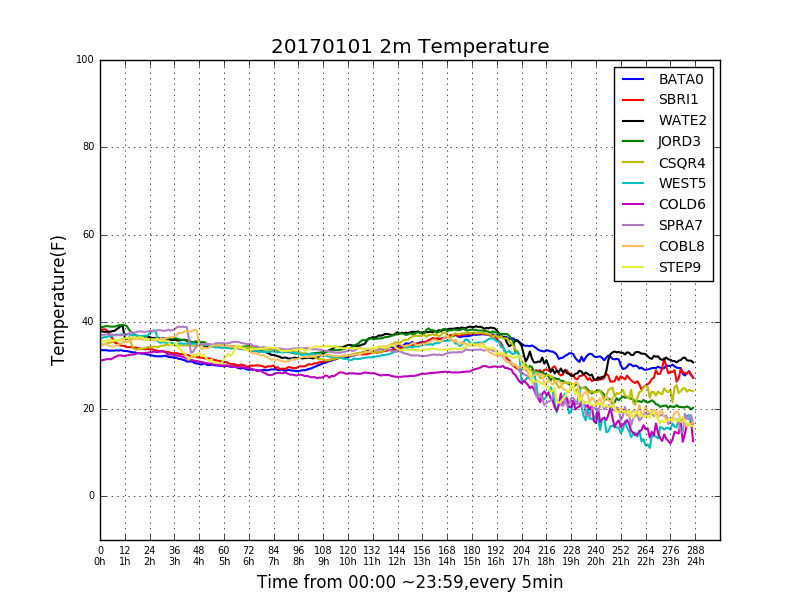 20170101 2m Temperature
100
80
60
40
20
0
Temperature(F)
BATA0
SBRI1
WATE2
JORD3
CSQR4
WEST5
COLD6
SPRA7
COBL8
STEP9
0 12 24 36 48 60 72 84 96 108 120 132 144 156 168 180 192 204 216 228 240 252 264 276 288
0h 1h 2h 3h 4h 5h 6h 7h 8h 9h 10h 11h 12h 13h 14h 15h 16h 17h 18h 19h 20h 21h 22h 23h 24h
Time from 00:00 ~23:59,every 5min